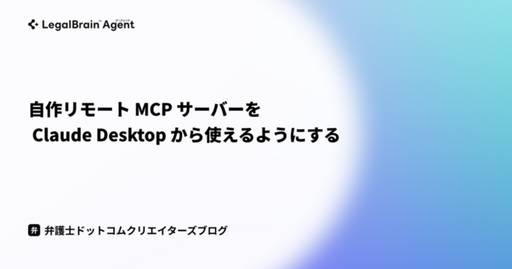 LegalBrain Agent
自作リモート MCP サーバーを
Claude Desktop から使えるようにする
弁 弁護士ドットコムクリエイターズブログ